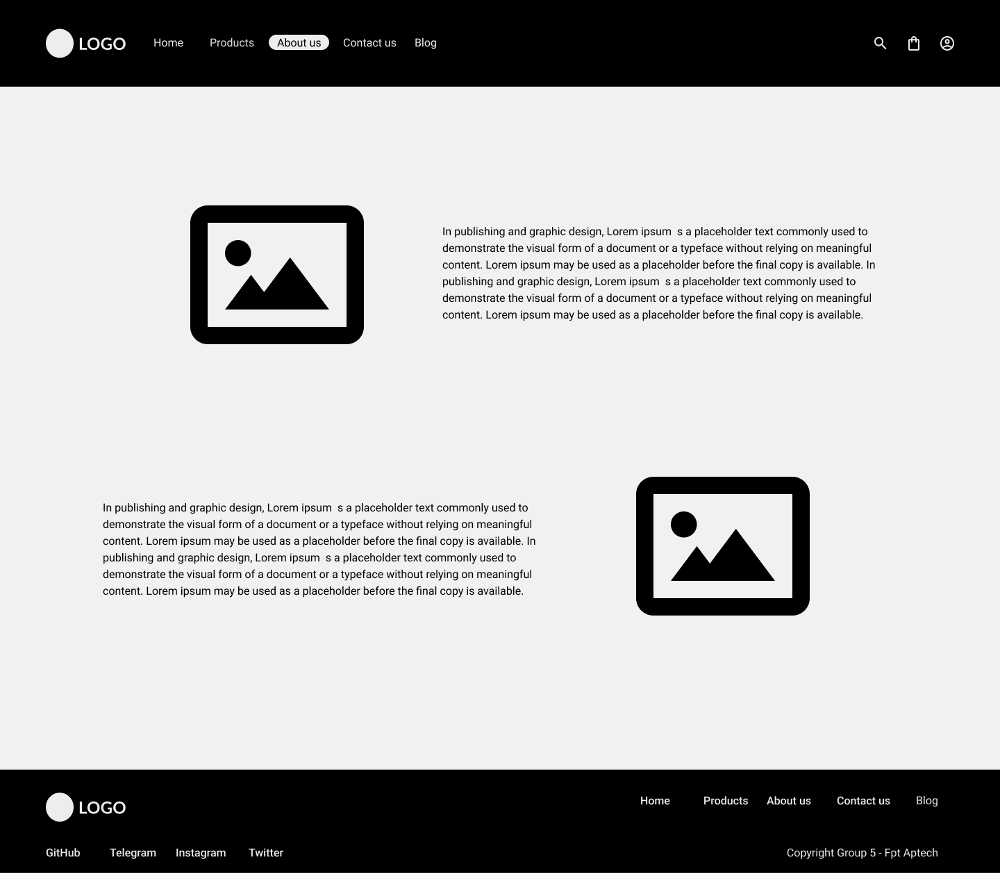 LOGO Home Products About us Contact us Blog
In publishing and graphic design, Lorem ipsum  s a placeholder text commonly used to
demonstrate the visual form of a document or a typeface without relying on meaningful
content. Lorem ipsum may be used as a placeholder before the final copy is available. In
publishing and graphic design, Lorem ipsum  s a placeholder text commonly used to
demonstrate the visual form of a document or a typeface without relying on meaningful
content. Lorem ipsum may be used as a placeholder before the final copy is available.
In publishing and graphic design, Lorem ipsum  s a placeholder text commonly used to
demonstrate the visual form of a document or a typeface without relying on meaningful
content. Lorem ipsum may be used as a placeholder before the final copy is available. In
publishing and graphic design, Lorem ipsum  s a placeholder text commonly used to
demonstrate the visual form of a document or a typeface without relying on meaningful
content. Lorem ipsum may be used as a placeholder before the final copy is available.
LOGO Home Products About us Contact us Blog
GitHub Telegram Instagram Twitter Copyright Group 5 - Fpt Aptech